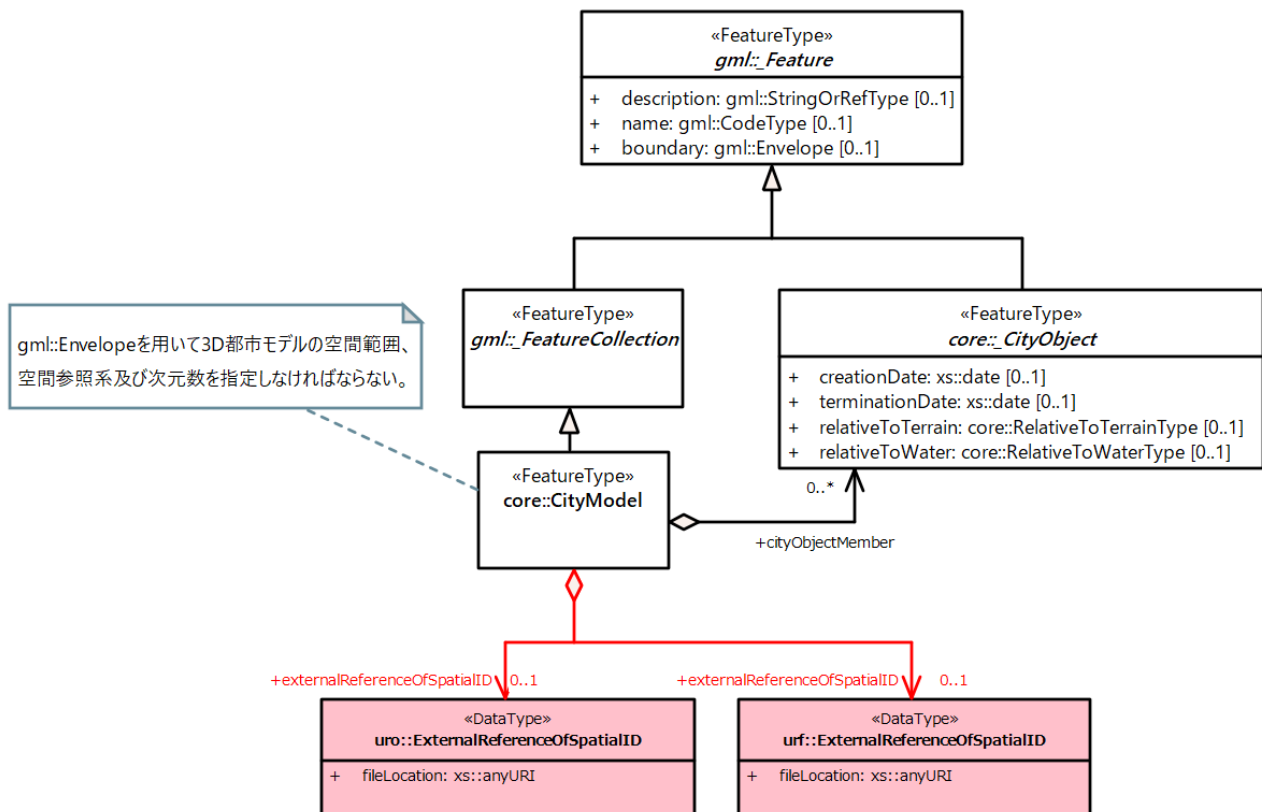 «FeatureType»
gml::_Feature
+ description: gml::StringOrRefType [0..1]
+ name: gml::CodeType [0..1]
+ boundary: gml::Envelope [0..1]
«FeatureType»
gml::_FeatureCollection
«FeatureType»
core::_CityObject
+ creationDate: xs::date [0..1]
+ terminationDate: xs::date [0..1]
+ relativeToTerrain: core::RelativeToTerrainType [0..1]
+ relativeToWater: core::RelativeToWaterType [0..1]
gml::Envelopeを用いて3D都市モデルの空間範囲、
空間参照系及び次元数を指定しなければならない。
«FeatureType»
core::CityModel
0..*
+cityObjectMember
+externalReferenceOfSpatialID 0..1
+externalReferenceOfSpatialID 0..1
«DataType»
uro::ExternalReferenceOfSpatialID
+ fileLocation: xs::anyURI
«DataType»
urf::ExternalReferenceOfSpatialID
+ fileLocation: xs::anyURI